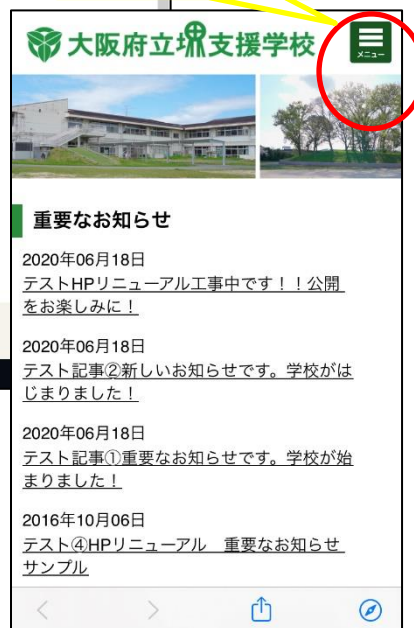 大阪府立堺支援学校
メニュー
重要なお知らせ
2020年06月18日
テストHPリニューアル工事中です！！公開
をお楽しみに！
2020年06月18日
テスト記事②新しいお知らせです。学校がは
じまりました！
2020年06月18日
テスト記事①重要なお知らせです。学校が始
まりました！
2016年10月06日
テスト④HPリニューアル　重要なお知らせ
サンプル